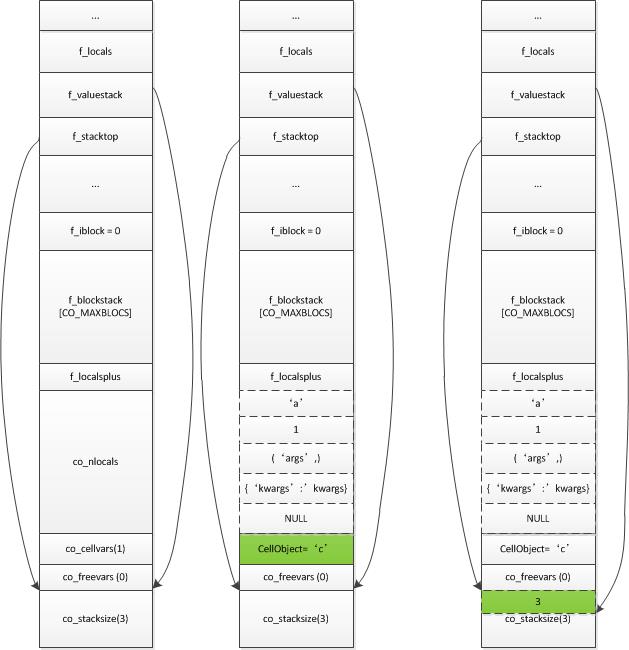 ...
f_locals
f_valuestack
f_stacktop
...
f_iblock = 0
f_blockstack
[CO_MAXBLOCS]
f_localsplus
co_nlocals
co_cellvars(1)
co_freevars (0)
co_stacksize(3)
...
f_locals
f_valuestack
f_stacktop
...
f_iblock = 0
f_blockstack
[CO_MAXBLOCS]
f_localsplus
‘a’
1
( ‘args’ ,)
{ ‘kwargs’ :’ kwargs}
NULL
CellObject= ‘c’
co_freevars (0)
co_stacksize(3)
...
f_locals
f_valuestack
f_stacktop
...
f_iblock = 0
f_blockstack
[CO_MAXBLOCS]
f_localsplus
‘a’
1
( ‘args’ ,)
{ ‘kwargs’ :’ kwargs}
NULL
CellObject= ‘c’
co_freevars (0)
3
co_stacksize(3)